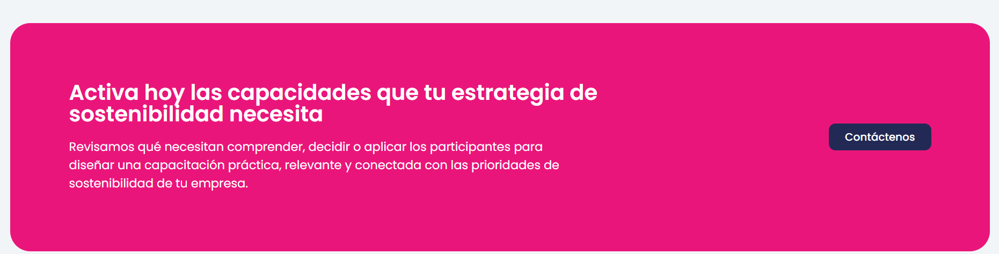 Activa hoy las capacidades que tu estrategia de
sostenibilidad necesita
Revisamos qué necesitan comprender, decidir o aplicar los participantes para
diseñar una capacitación práctica, relevante y conectada con las prioridades de
sostenibilidad de tu empresa.
Contáctenos